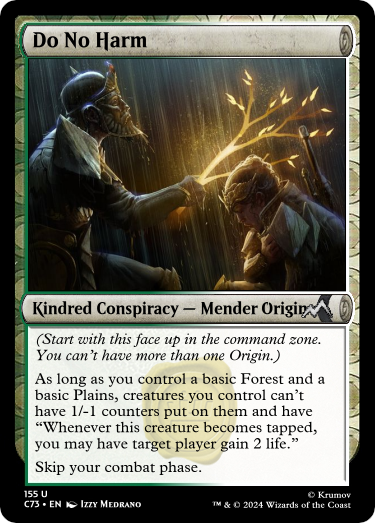 Do No Harm
Kindred Conspiracy — Mender Origin
(Start with this face up in the command zone.
You can't have more than one Origin.)
As long as you control a basic Forest and a
basic Plains, creatures you control can't
have 1/-1 counters put on them and have
“Whenever this creature becomes tapped,
you may have target player gain 2 life.”
Skip your combat phase.
155 U
C73 • EN Izzy Medrano
© Krumov
™ & © 2024 Wizards of the Coast